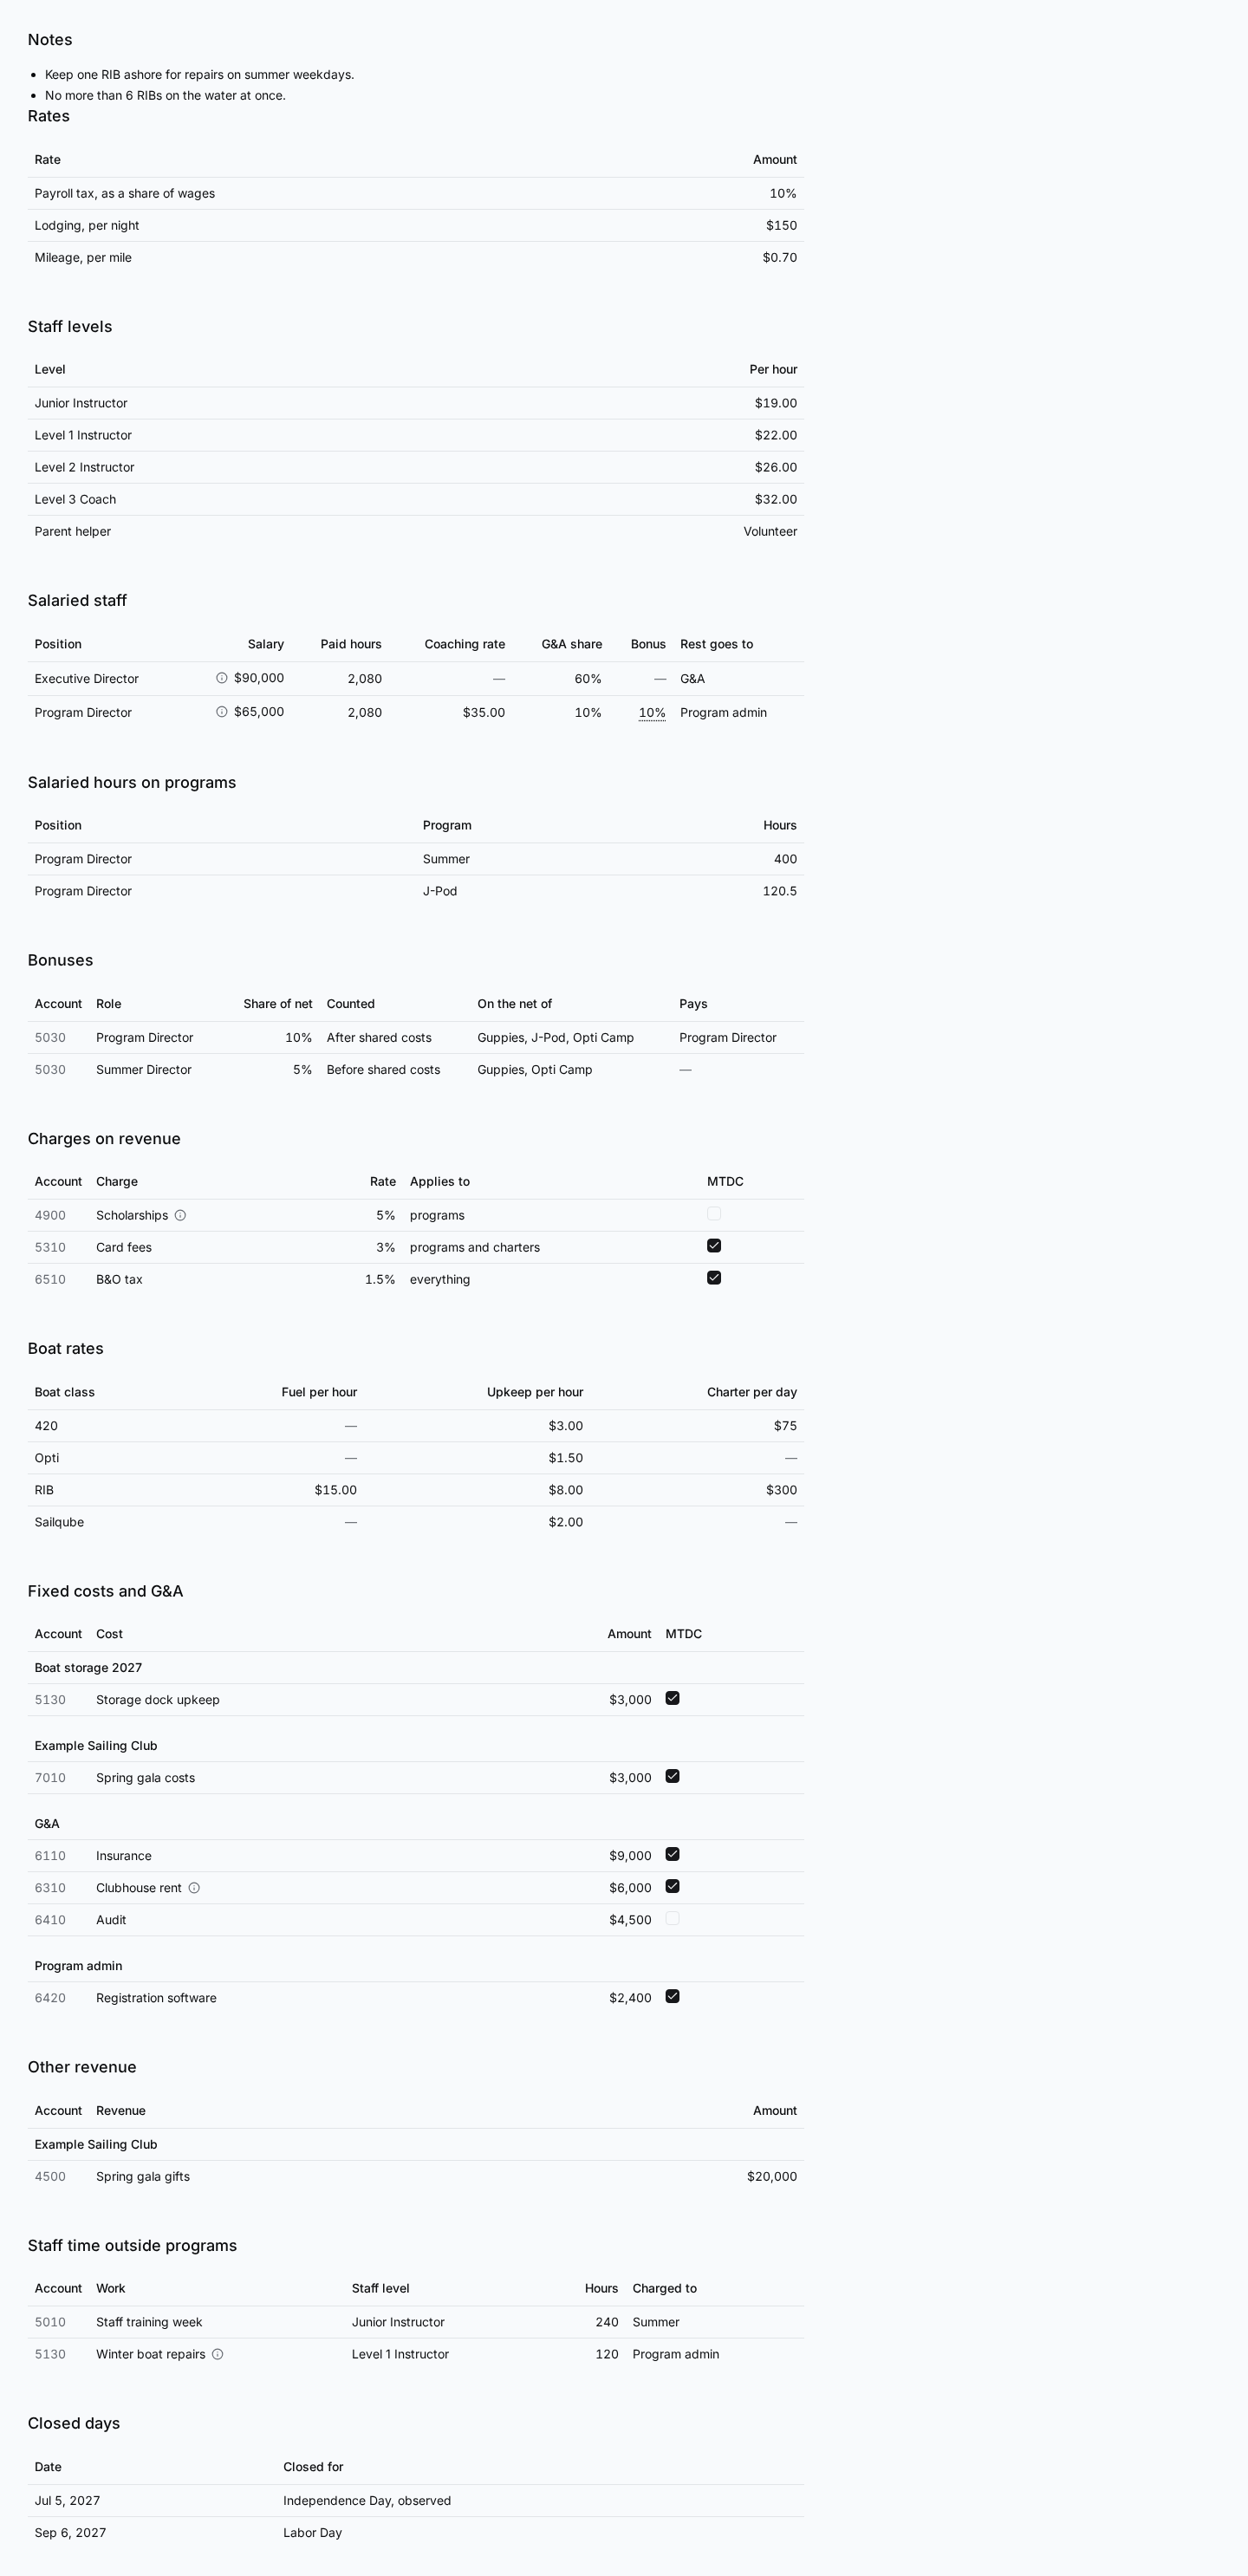 Notes
Keep one RIB ashore for repairs on summer weekdays.
No more than 6 RIBs on the water at once.
Rates
Rate Amount
Payroll tax, as a share of wages 10%
Lodging, per night $150
Mileage, per mile $0.70
Staff levels
Level Per hour
Junior Instructor $19.00
Level 1 Instructor $22.00
Level 2 Instructor $26.00
Level 3 Coach $32.00
Parent helper Volunteer
Salaried staff
Position Salary Paid hours Coaching rate G&A share Bonus Rest goes to
Executive Director $90,000 2,080 — 60% — G&A
Program Director $65,000 2,080 $35.00 10% 10% Program admin
Salaried hours on programs
Position Program Hours
Program Director Summer 400
Program Director J-Pod 120.5
Bonuses
Account Role Share of net Counted On the net of Pays
5030 Program Director 10% After shared costs Guppies, J-Pod, Opti Camp Program Director
5030 Summer Director 5% Before shared costs Guppies, Opti Camp —
Charges on revenue
Account Charge Rate Applies to MTDC
4900 Scholarships 5% programs
5310 Card fees 3% programs and charters
6510 B&O tax 1.5% everything
Boat rates
Boat class Fuel per hour Upkeep per hour Charter per day
420 — $3.00 $75
Opti — $1.50 —
RIB $15.00 $8.00 $300
Sailqube — $2.00 —
Fixed costs and G&A
Account Cost Amount MTDC
Boat storage 2027
5130 Storage dock upkeep $3,000
Example Sailing Club
7010 Spring gala costs $3,000
G&A
6110 Insurance $9,000
6310 Clubhouse rent $6,000
6410 Audit $4,500
Program admin
6420 Registration software $2,400
Other revenue
Account Revenue Amount
Example Sailing Club
4500 Spring gala gifts $20,000
Staff time outside programs
Account Work Staff level Hours Charged to
5010 Staff training week Junior Instructor 240 Summer
5130 Winter boat repairs Level 1 Instructor 120 Program admin
Closed days
Date Closed for
Jul 5, 2027 Independence Day, observed
Sep 6, 2027 Labor Day